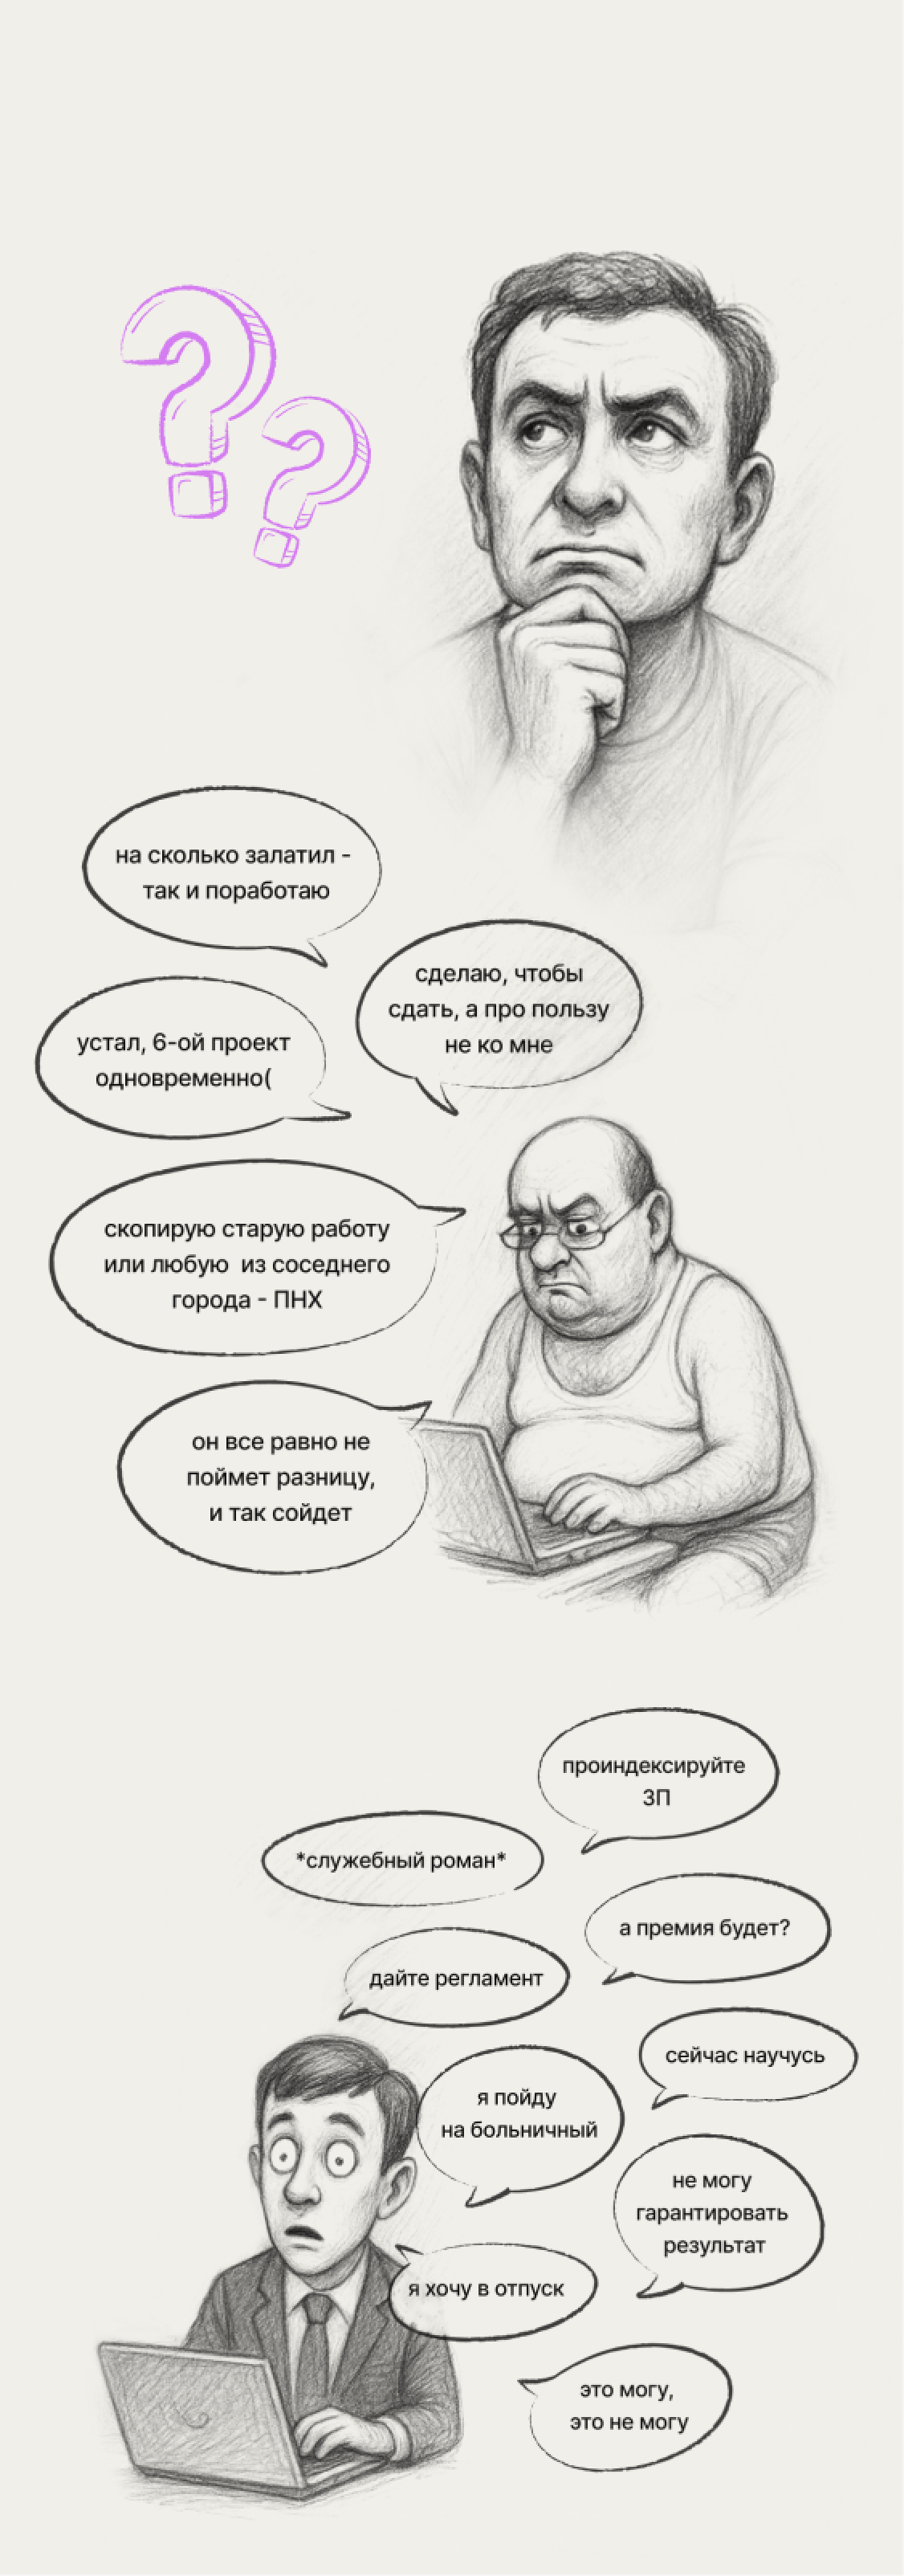 на сколько залатил -
так и поработаю
сделаю, чтобы
сдать, а про пользу
не ко мне
устал, 6-ой проект
одновременно(
скопирую старую работу
или любую из соседнего
города - ПНХ
он все равно не
поймет разницу,
и так сойдет
проиндексируйте
ЗП
*служебный роман*
а премия будет?
дайте регламент
сейчас научусь
я пойду
на больничный
не могу
гарантировать
результат
я хочу в отпуск
это могу,
это не могу